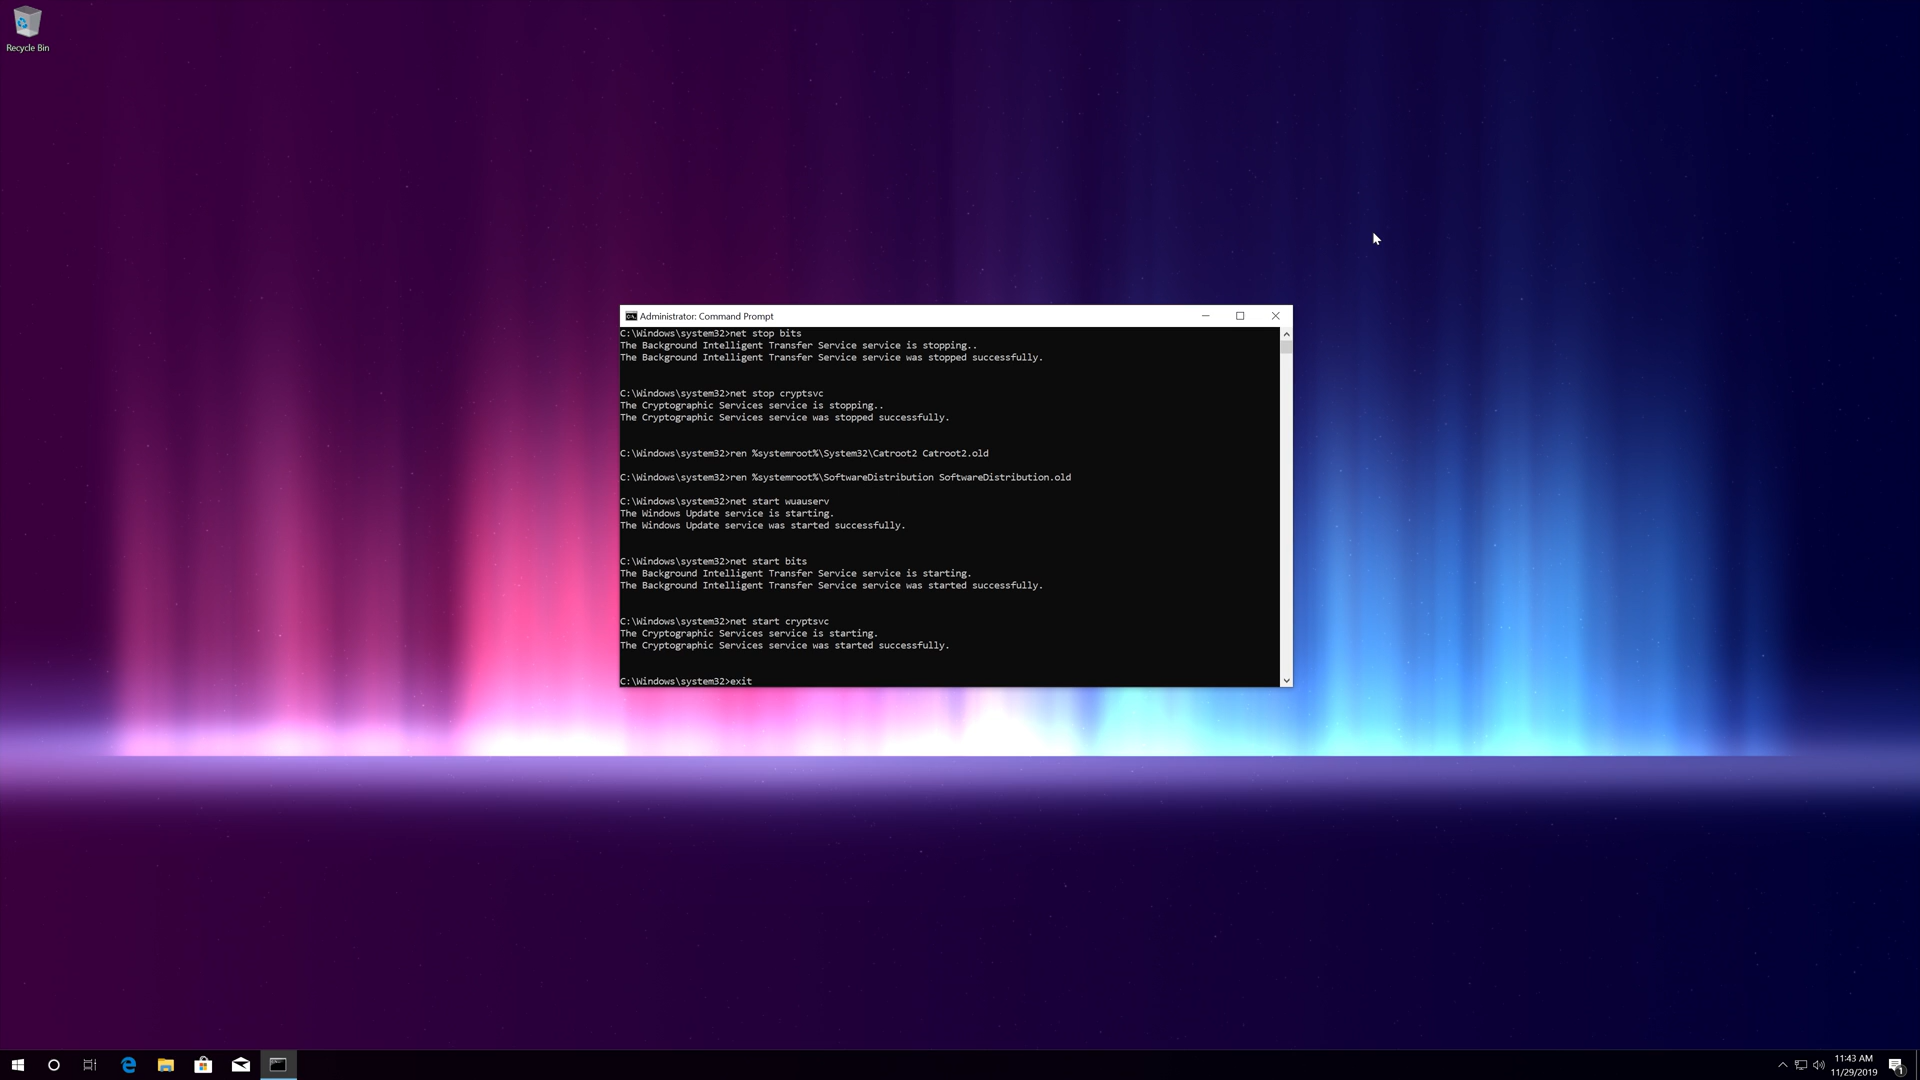 Recycle Bin
Administrator: Command Prompt
C:\Windows\system32>net stop bits
The Background Intelligent Transfer Service service is stopping..
The Background Intelligent Transfer Service service was stopped successfully.
C:\Windows\system32>net stop cryptsvc
The Cryptographic Services service is stopping..
The Cryptographic Services service was stopped successfully.
C:\Windows\system32>ren %systemroot%\System32\Catroot2 Catroot2.old
C:\Windows\system32>ren %systemroot%\SoftwareDistribution SoftwareDistribution.old
C:\Windows\system32>net start wuauserv
The Windows Update service is starting.
The Windows Update service was started successfully.
C:\Windows\system32>net start bits
The Background Intelligent Transfer Service service is starting.
The Background Intelligent Transfer Service service was started successfully.
C:\Windows\system32>net start cryptsvc
The Cryptographic Services service is starting.
The Cryptographic Services service was started successfully.
C:\Windows\system32>exit
11:43 AM
11/29/2019
1